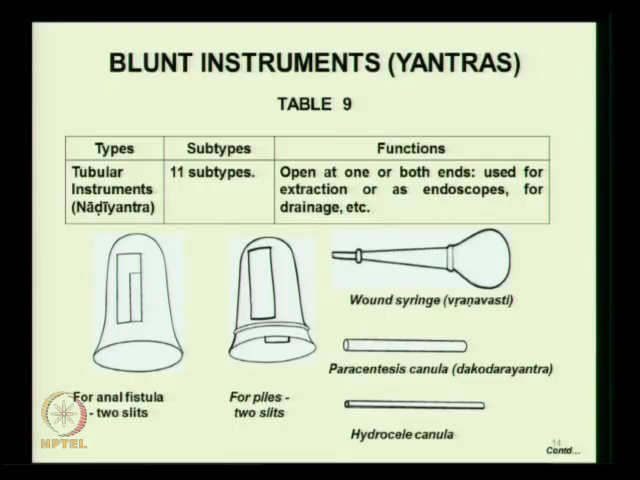 BLUNT INSTRUMENTS (YANTRAS)
TABLE 9
Types Subtypes Functions
Tubular Instruments (Nāḍīyantra)
11 subtypes.
Open at one or both ends: used for
extraction or as endoscopes, for
drainage, etc.
Wound syringe (vṛaṇavasti)
Paracentesis canula (dakodarayantra)
For anal fistula
- two slits
For piles -
two slits
Hydrocele canula
NPTEL
14
Contd...